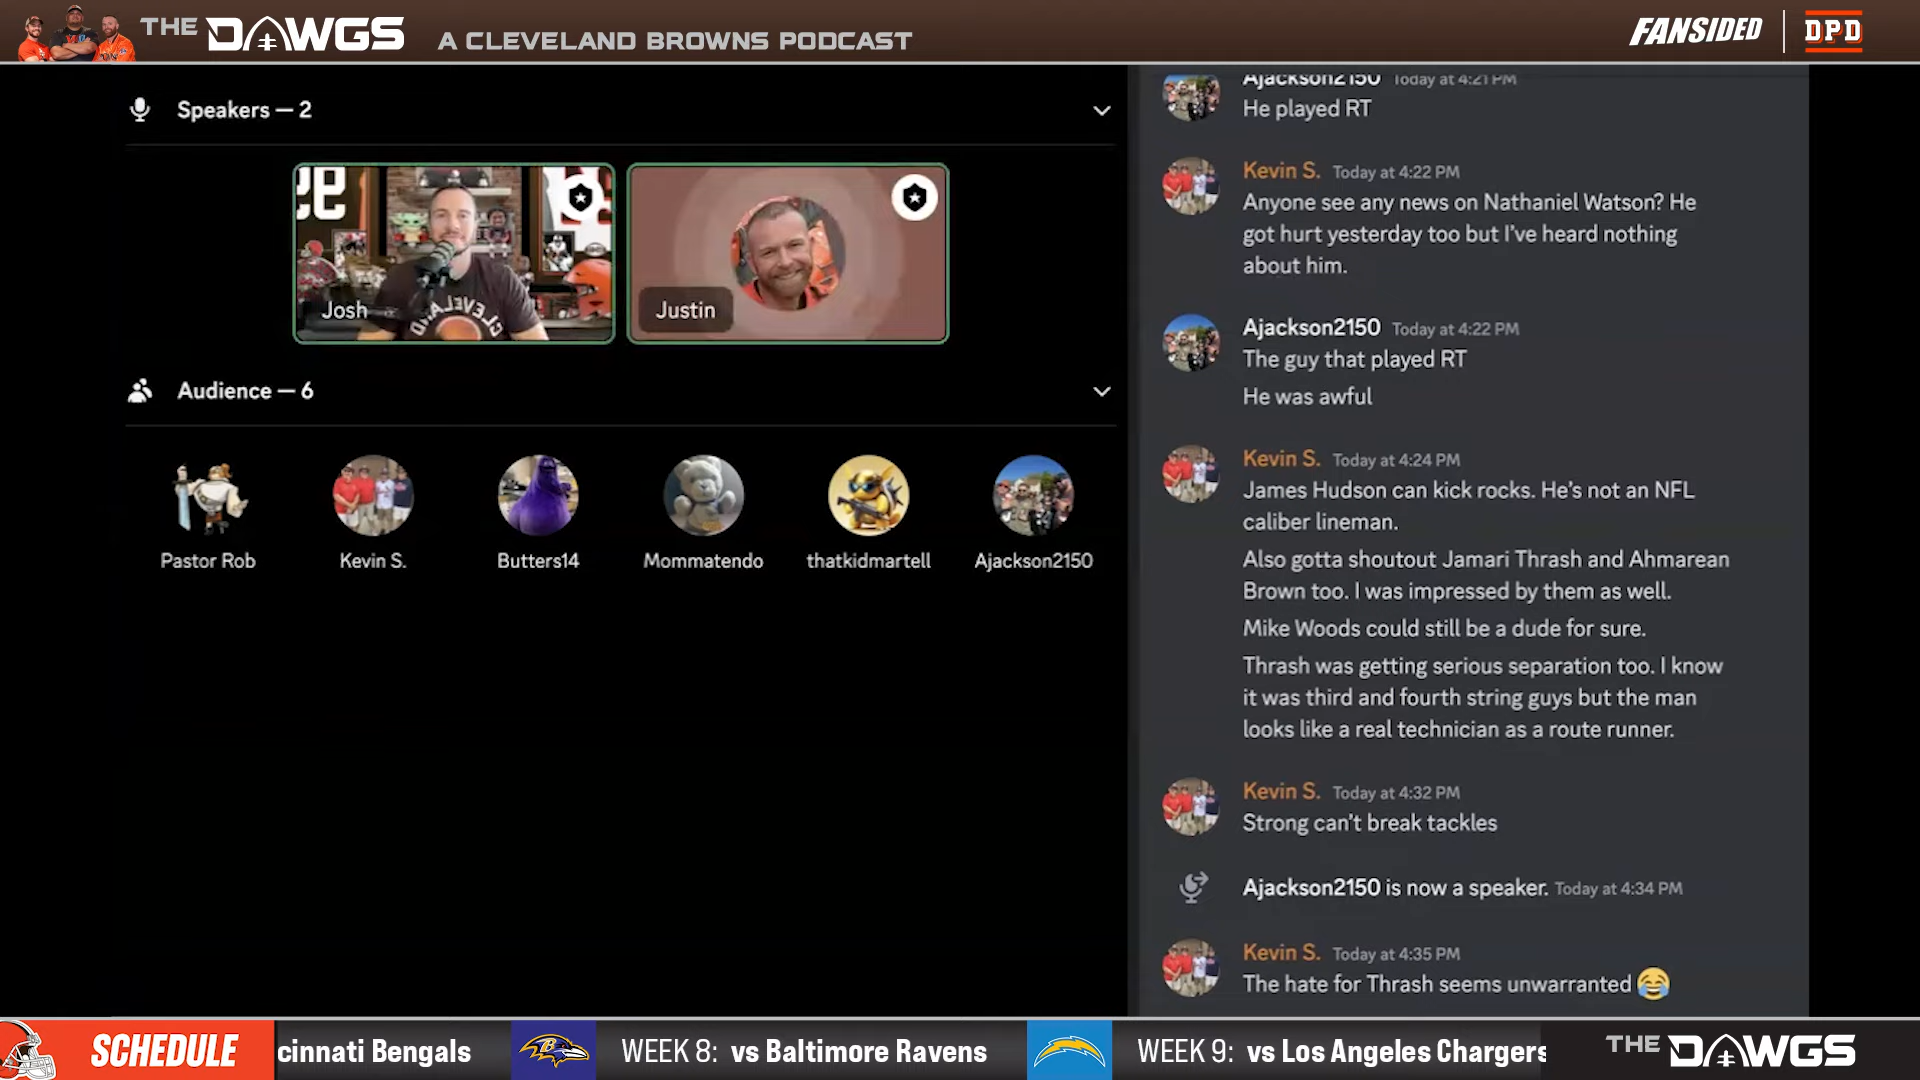 THE DAWGS A CLEVELAND BROWNS PODCAST
FANSIDED DPD
Speakers — 2
Josh
Justin
Audience — 6
Pastor Rob
Kevin S.
Butters14
Mommatendo
thatkidmartell
Ajackson2150
Ajackson2150 Today at 4:21 PM
He played RT
Kevin S. Today at 4:22 PM
Anyone see any news on Nathaniel Watson? He
got hurt yesterday too but I've heard nothing
about him.
Ajackson2150 Today at 4:22 PM
The guy that played RT
He was awful
Kevin S. Today at 4:24 PM
James Hudson can kick rocks. He's not an NFL
caliber lineman.
Also gotta shoutout Jamari Thrash and Ahmarean
Brown too. I was impressed by them as well.
Mike Woods could still be a dude for sure.
Thrash was getting serious separation too. I know
it was third and fourth string guys but the man
looks like a real technician as a route runner.
Kevin S. Today at 4:32 PM
Strong can't break tackles
Ajackson2150 is now a speaker. Today at 4:34 PM
Kevin S. Today at 4:35 PM
The hate for Thrash seems unwarranted 😂
SCHEDULE
cinnati Bengals
WEEK 8: vs Baltimore Ravens
WEEK 9: vs Los Angeles Chargers
THE DAWGS